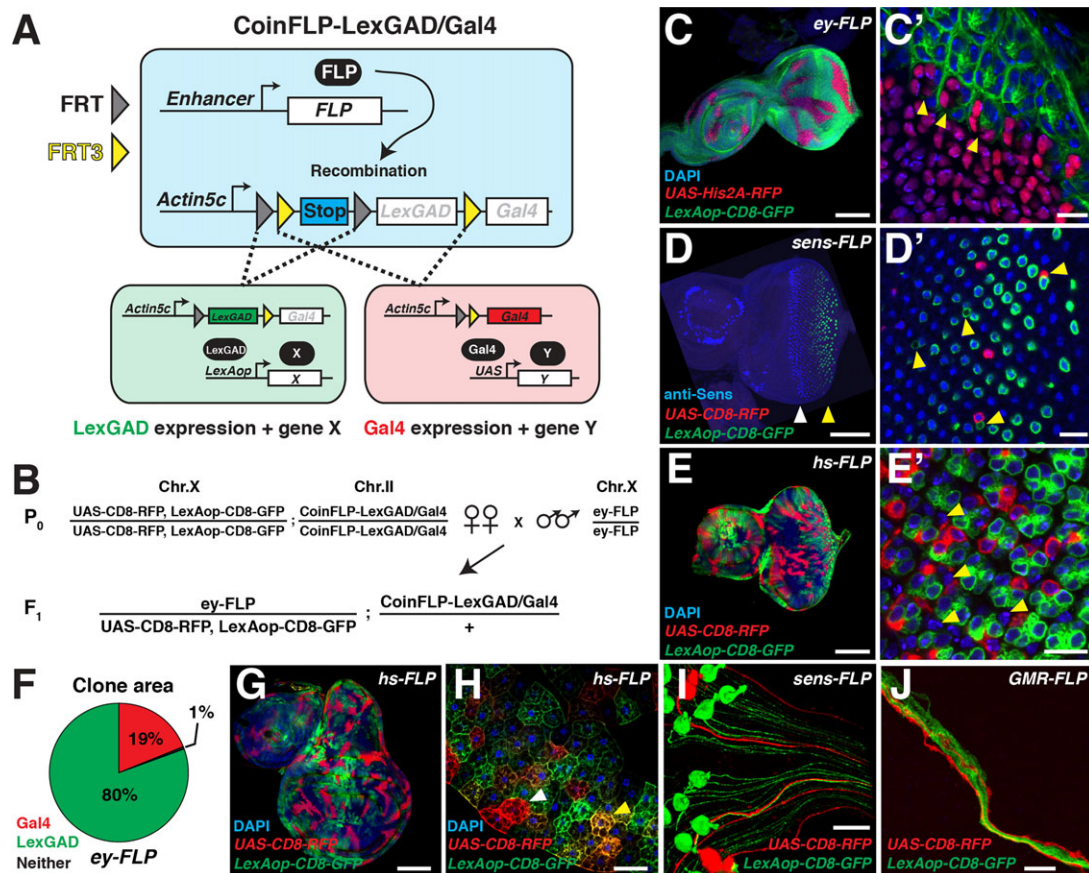 A
CoinFLP-LexGAD/Gal4
FRT
FRT3
FLP
Enhancer
FLP
Recombination
Actin5c
Stop
LexGAD
Gal4
Actin5c
LexGAD
Gal4
LexGAD
X
LexAop
X
Actin5c
Gal4
Gal4
Y
UAS
Y
LexGAD expression + gene X
Gal4 expression + gene Y
B
Chr.X
Chr.II
Chr.X
P0
UAS-CD8-RFP, LexAop-CD8-GFP
UAS-CD8-RFP, LexAop-CD8-GFP
;
CoinFLP-LexGAD/Gal4
CoinFLP-LexGAD/Gal4
♀♀ x ♂♂
ey-FLP
ey-FLP
F1
ey-FLP
UAS-CD8-RFP, LexAop-CD8-GFP
;
CoinFLP-LexGAD/Gal4
+
C
ey-FLP
DAPI
UAS-His2A-RFP
LexAop-CD8-GFP
C'
D
sens-FLP
anti-Sens
UAS-CD8-RFP
LexAop-CD8-GFP
D'
E
hs-FLP
DAPI
UAS-CD8-RFP
LexAop-CD8-GFP
E'
F
Clone area
1%
19%
80%
Gal4
LexGAD
Neither
ey-FLP
G
hs-FLP
DAPI
UAS-CD8-RFP
LexAop-CD8-GFP
H
hs-FLP
DAPI
UAS-CD8-RFP
LexAop-CD8-GFP
I
sens-FLP
UAS-CD8-RFP
LexAop-CD8-GFP
J
GMR-FLP
UAS-CD8-RFP
LexAop-CD8-GFP